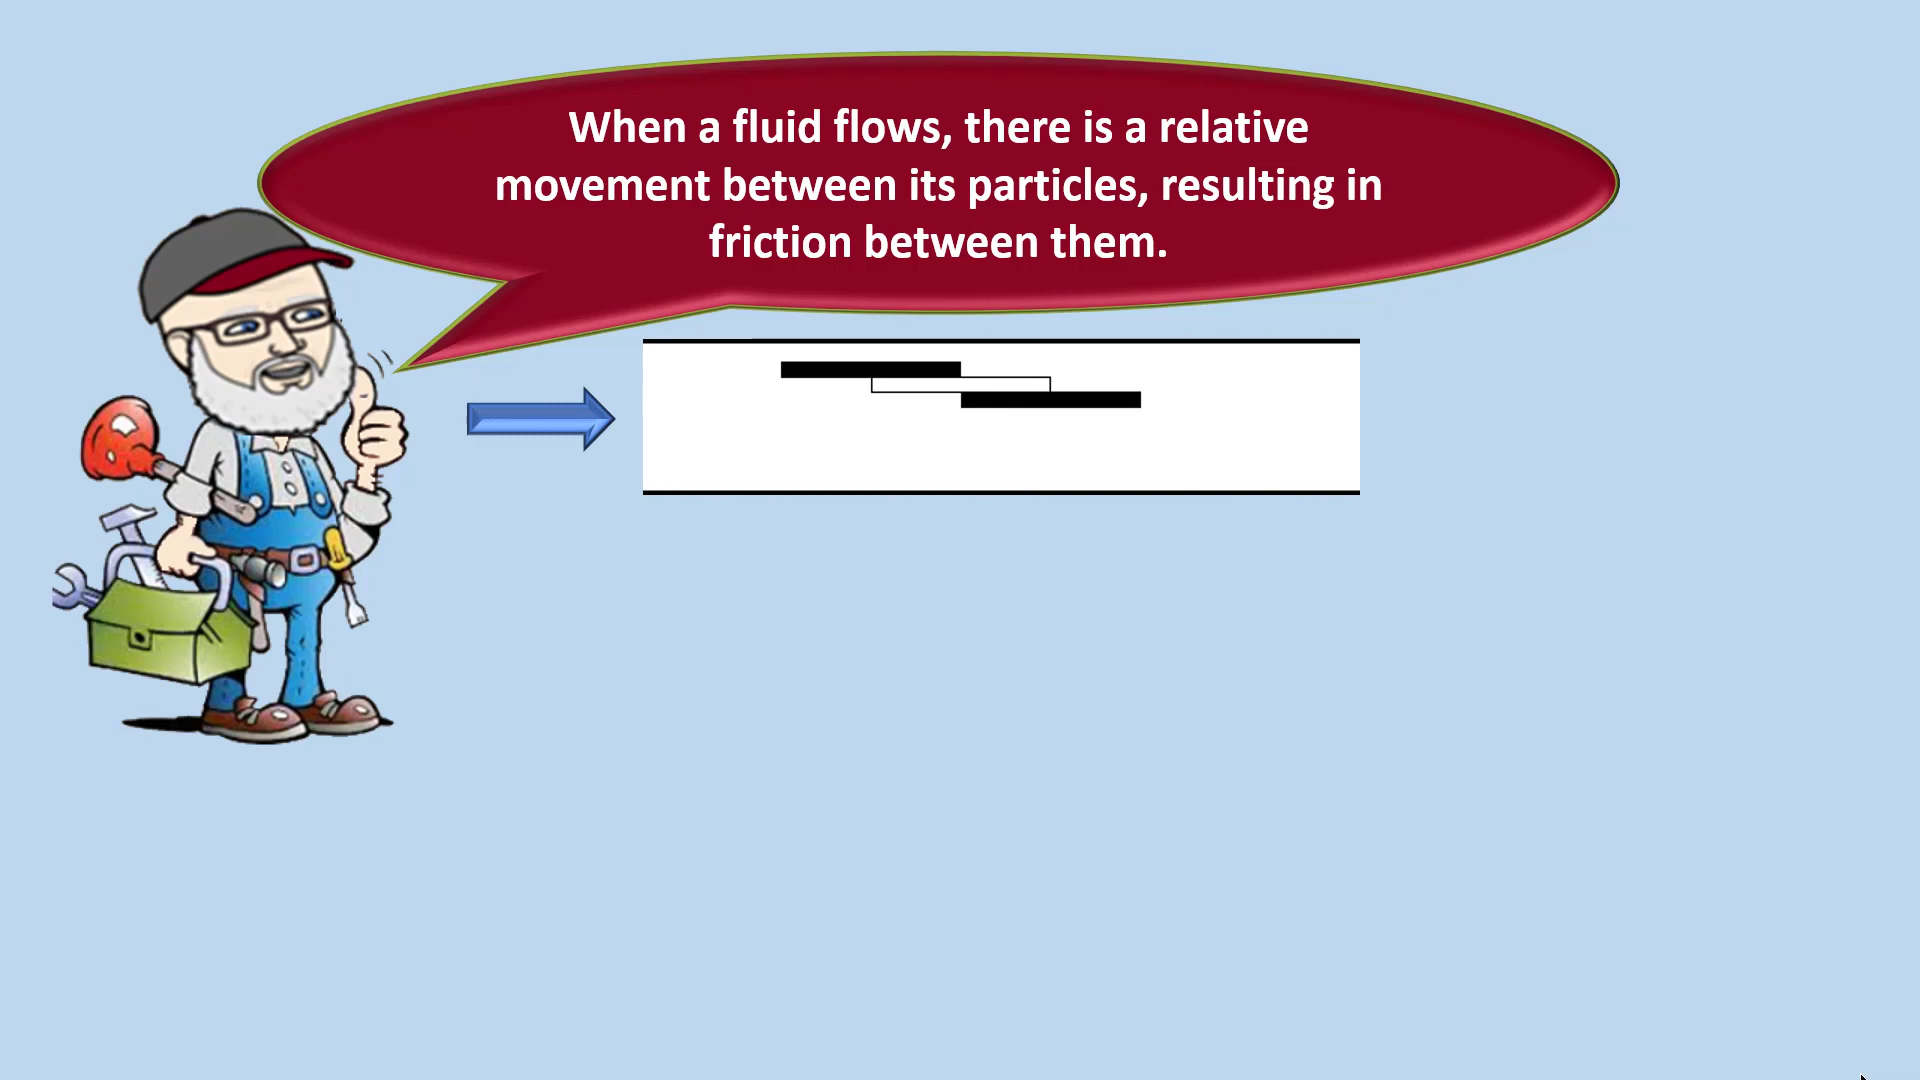 When a fluid flows, there is a relative
movement between its particles, resulting in
friction between them.